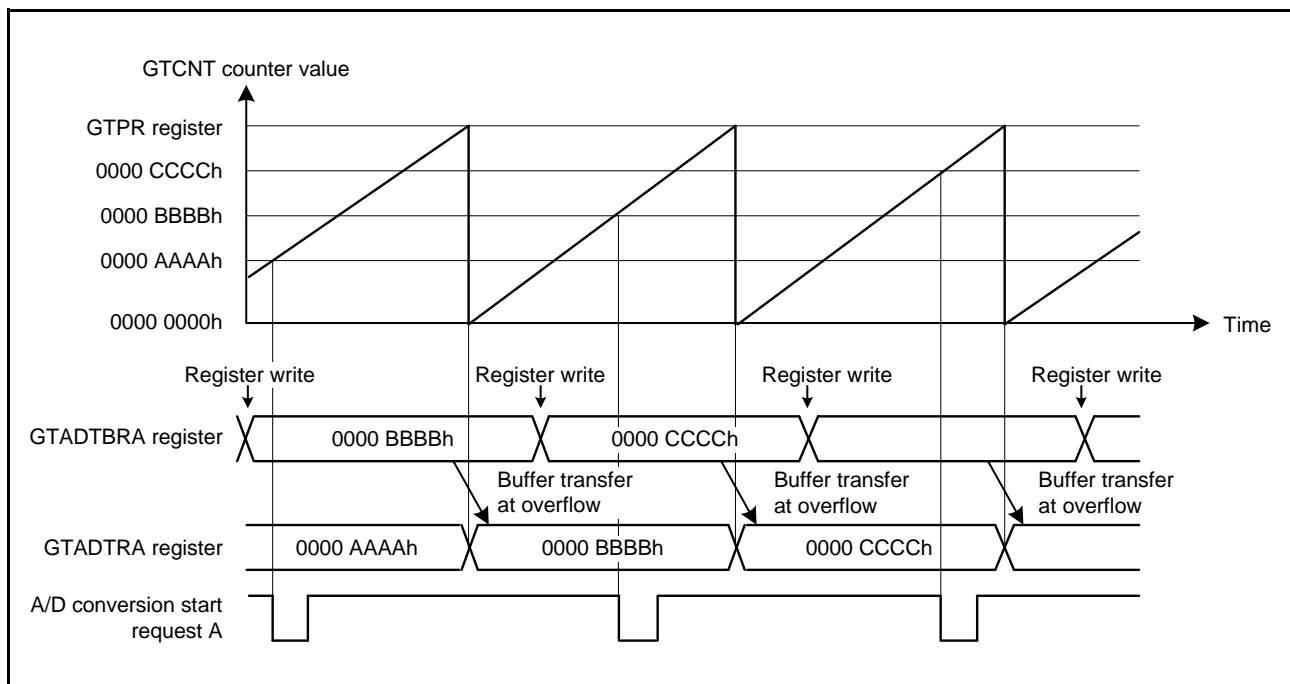 GTCNT counter value
GTPR register
0000 CCCCh
0000 BBBBh
0000 AAAAh
0000 0000h
Time
Register write Register write Register write Register write
GTADTBRA register 0000 BBBBh 0000 CCCCh
Buffer transfer Buffer transfer Buffer transfer
at overflow at overflow at overflow
GTADTRA register 0000 AAAAh 0000 BBBBh 0000 CCCCh
A/D conversion start
request A